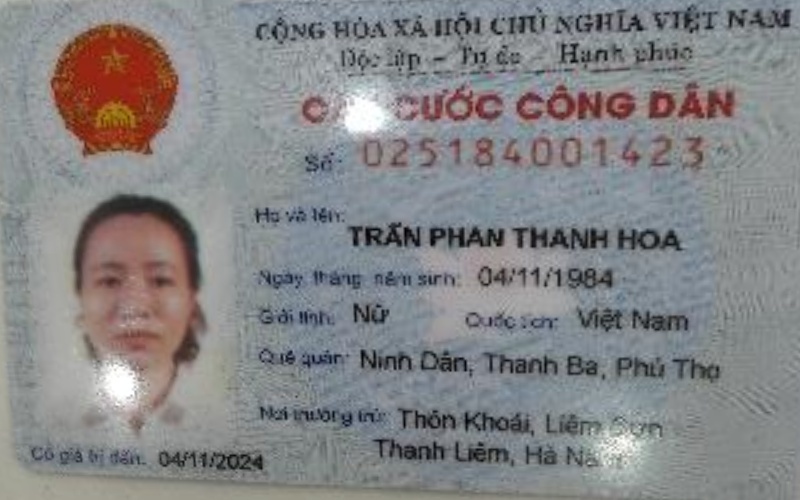 CỘNG HÒA XÃ HỘI CHỦ NGHĨA VIỆT NAM
Độc lập - Tự do - Hạnh phúc
CƯỚC CÔNG DÂN
Số: 025184001423
Họ và tên:
TRẦN PHAN THANH HOA
Ngày, tháng, năm sinh: 04/11/1984
Giới tính: Nữ Quốc tịch: Việt Nam
Quê quán: Ninh Dân, Thanh Ba, Phú Thọ
Nơi thường trú: Thôn Khoái, Liêm
Thanh Liêm, Hà
Có giá trị đến: 04/11/2024